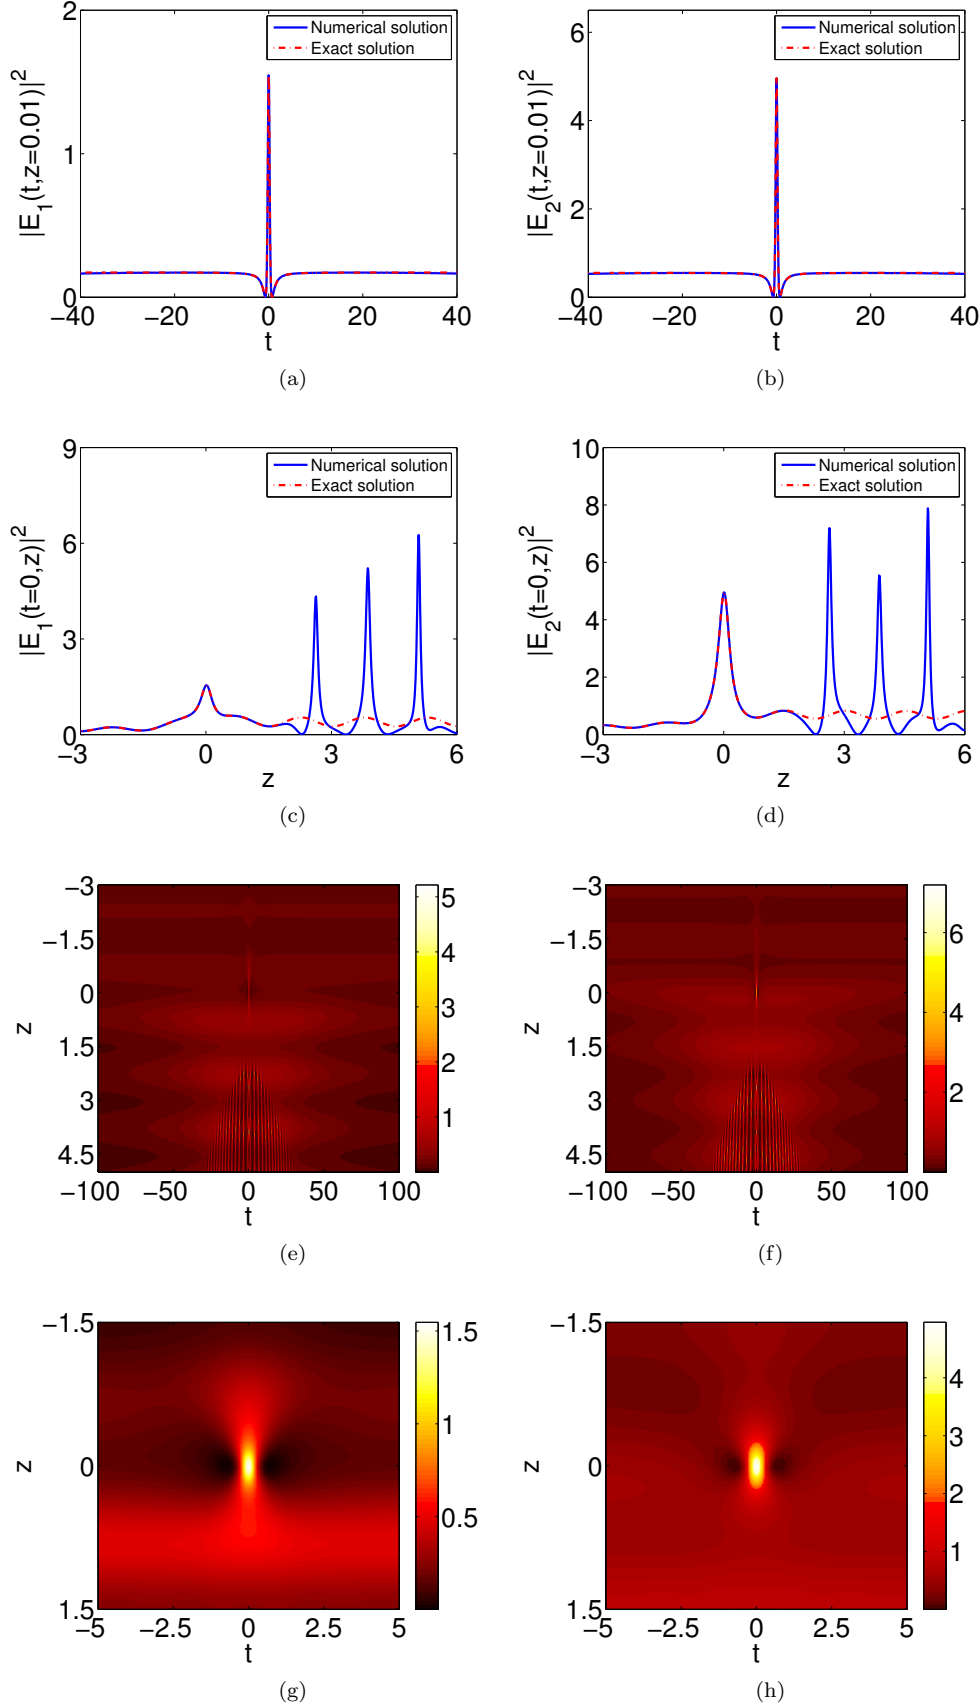 2
1
0
−40
−20
0
20
40
t
|E1(t,z=0.01)|2
Numerical solution
Exact solution
(a)
6
4
2
0
−40
−20
0
20
40
t
|E2(t,z=0.01)|2
Numerical solution
Exact solution
(b)
9
6
3
0
−3
0
3
6
z
|E1(t=0,z)|2
Numerical solution
Exact solution
(c)
10
8
6
4
2
0
−3
0
3
6
z
|E2(t=0,z)|2
Numerical solution
Exact solution
(d)
−3
−1.5
0
1.5
3
4.5
z
−100
−50
0
50
100
t
5
4
3
2
1
(e)
−3
−1.5
0
1.5
3
4.5
z
−100
−50
0
50
100
t
6
4
2
(f)
−1.5
0
1.5
z
−5
−2.5
0
2.5
5
t
1.5
1
0.5
(g)
−1.5
0
1.5
z
−5
−2.5
0
2.5
5
t
4
3
2
1
(h)